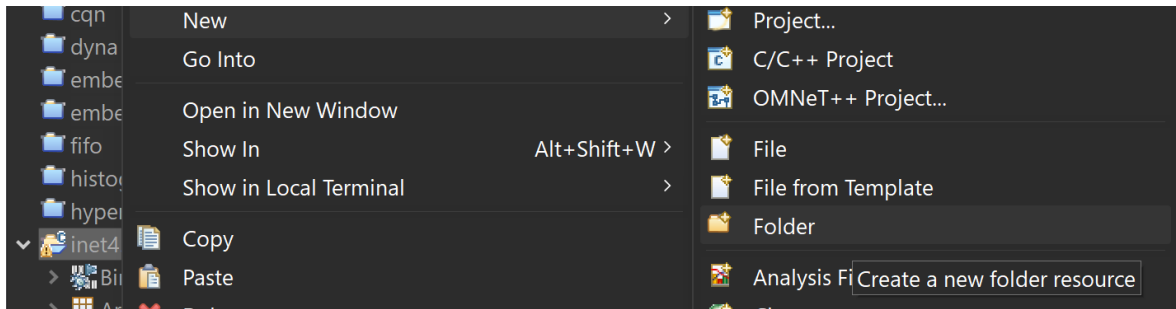 cqn
dyna
embe
embe
fifo
histog
hyper
inet4
Bi
New >
Go Into
Open in New Window
Show In Alt+Shift+W >
Show in Local Terminal >
Copy
Paste
Project...
C/C++ Project
OMNeT++ Project...
File
File from Template
Folder
Analysis Fi
Create a new folder resource